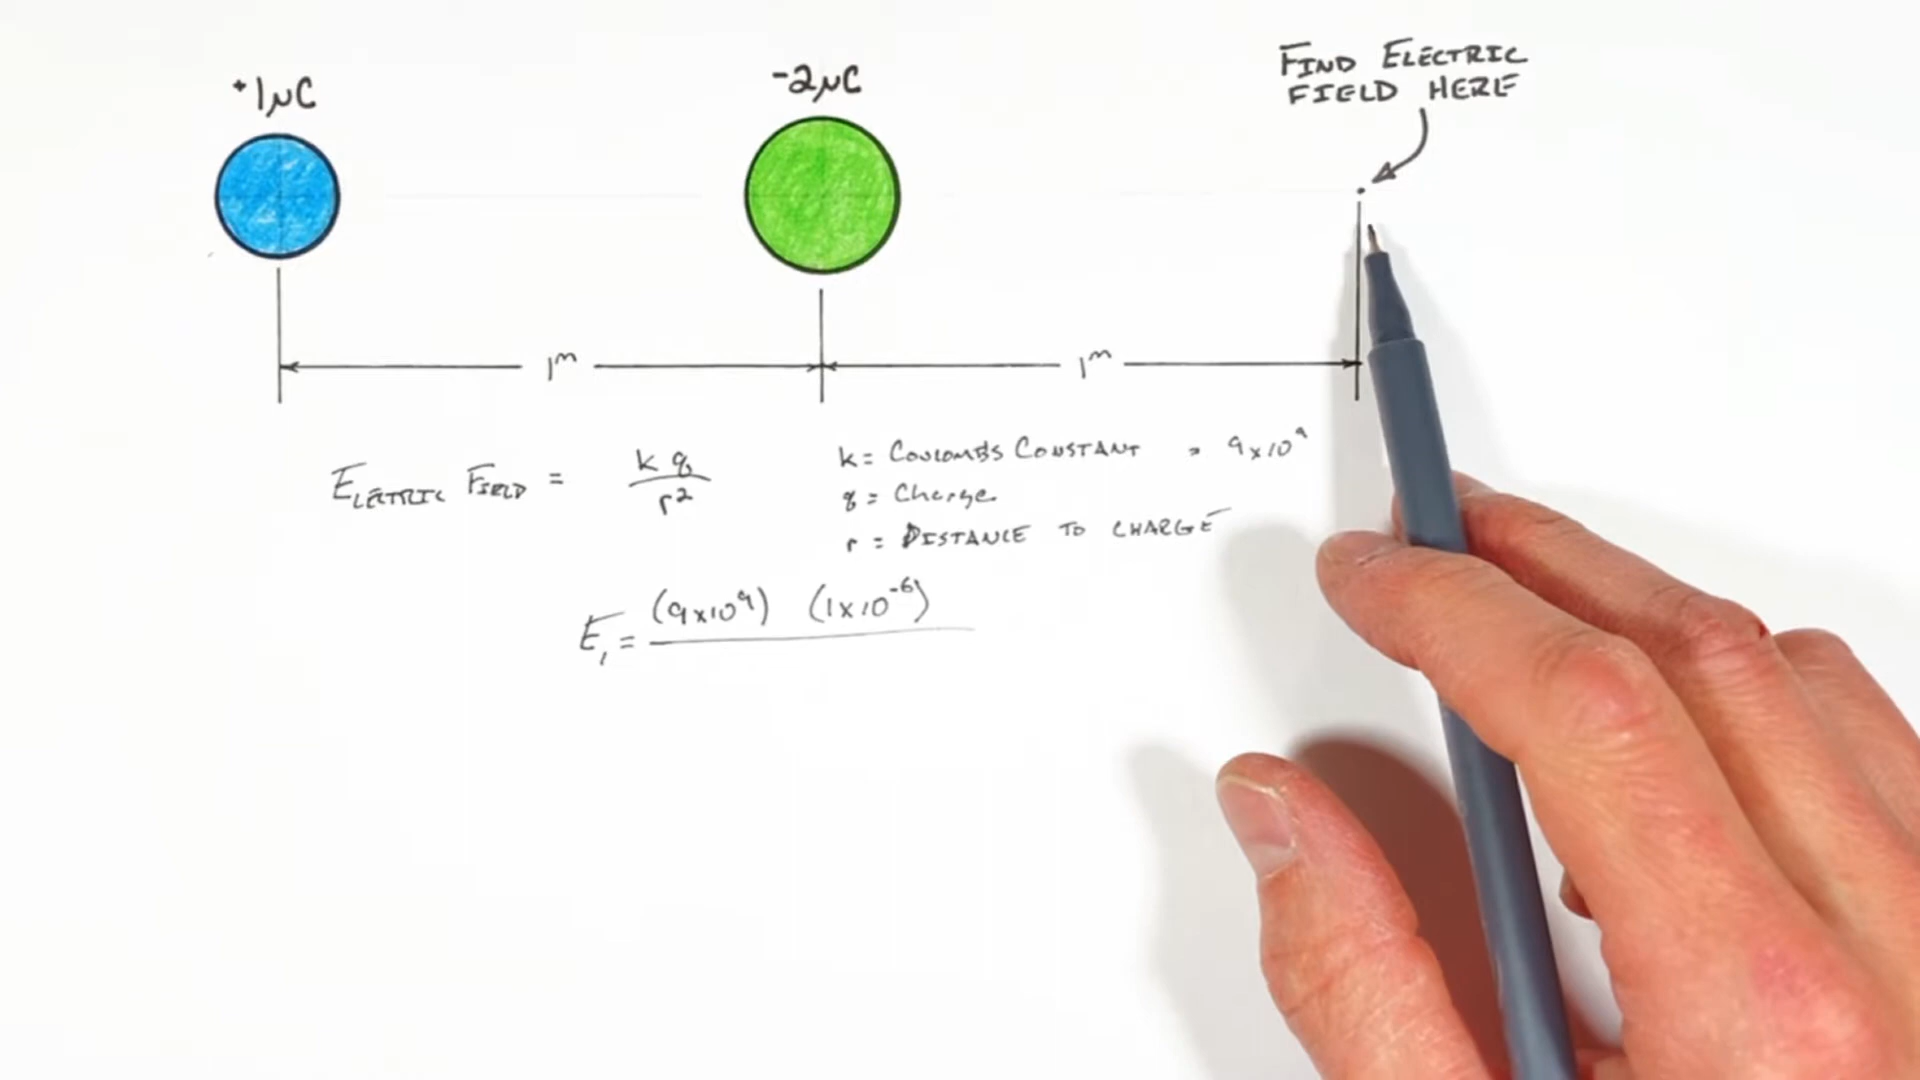 +1μC
-2μC
FIND ELECTRIC
FIELD HERE
1m
1m
ELECTRIC FIELD = k q / r²
k = COULOMBS CONSTANT = 9x10⁹
q = Charge
r = DISTANCE TO CHARGE
E₁ = (9x10⁹) (1x10⁻⁶)